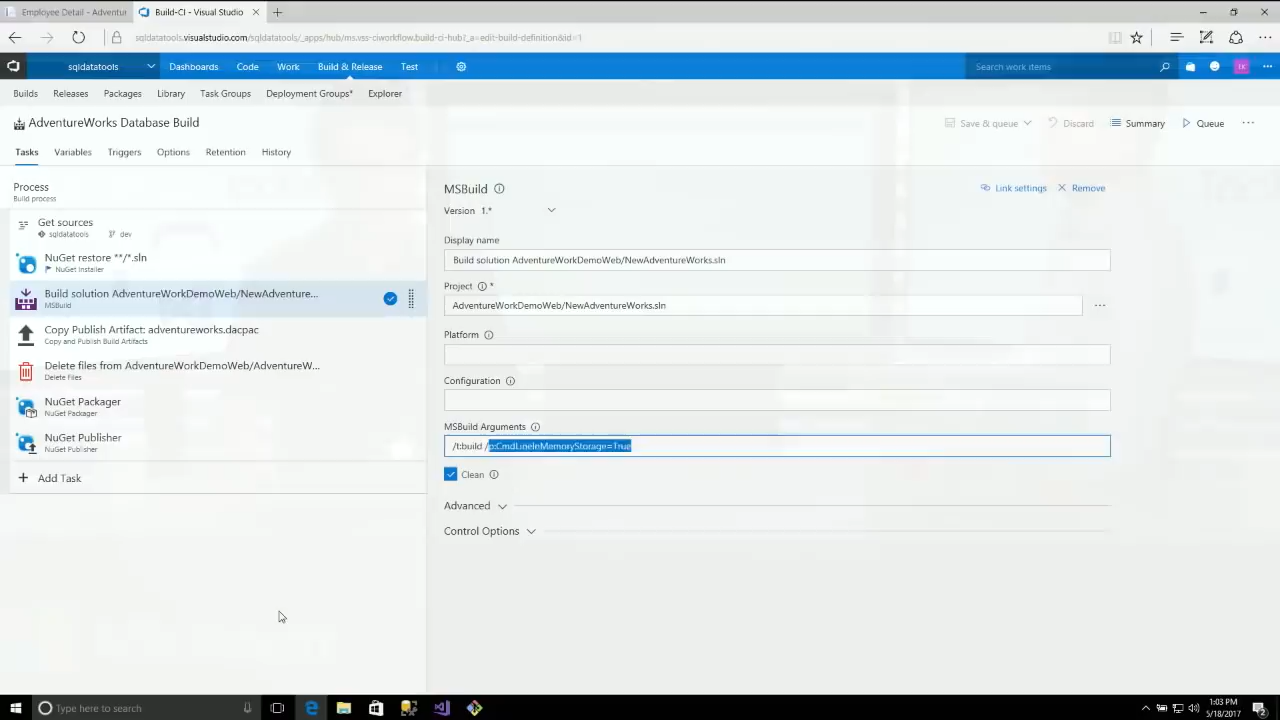 Employee Detail - Adventur
Build-CI - Visual Studio
sqldatatools.visualstudio.com/sqldatatools/_apps/hub/ms.vss-ciworkflow.build-ci-hub?_a=edit-build-definition&id=1
sqldatatools Dashboards Code Work Build & Release Test Search work items
Builds Releases Packages Library Task Groups Deployment Groups* Explorer
AdventureWorks Database Build Save & queue Discard Summary Queue ...
Tasks Variables Triggers Options Retention History
Process
Build process
Get sources
sqldatatools dev
NuGet restore **/*.sln
NuGet Installer
Build solution AdventureWorkDemoWeb/NewAdventure...
MSBuild
Copy Publish Artifact: adventureworks.dacpac
Copy and Publish Build Artifacts
Delete files from AdventureWorkDemoWeb/AdventureW...
Delete Files
NuGet Packager
NuGet Packager
NuGet Publisher
NuGet Publisher
+ Add Task
MSBuild Link settings Remove
Version 1.*
Display name
Build solution AdventureWorkDemoWeb/NewAdventureWorks.sln
Project *
AdventureWorkDemoWeb/NewAdventureWorks.sln ...
Platform
Configuration
MSBuild Arguments
/t:build /p:CmdLineInMemoryStorage=True
Clean
Advanced
Control Options
Type here to search
1:03 PM
5/18/2017